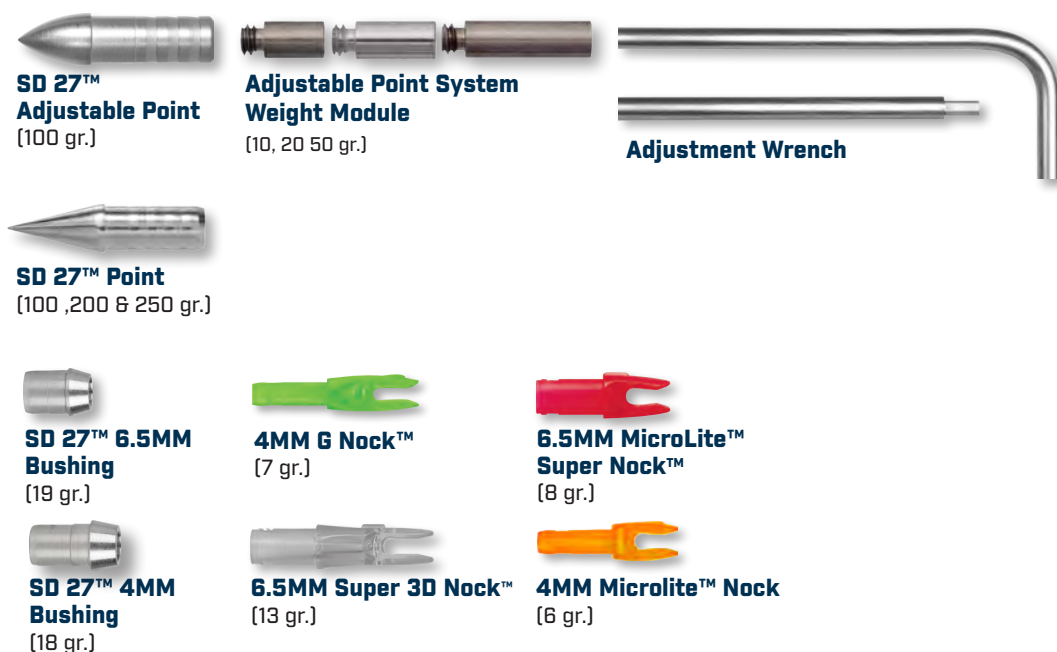 SD 27™
Adjustable Point
(100 gr.)
Adjustable Point System
Weight Module
(10, 20 50 gr.)
Adjustment Wrench
SD 27™ Point
(100 ,200 & 250 gr.)
SD 27™ 6.5MM
Bushing
(19 gr.)
4MM G Nock™
(7 gr.)
6.5MM MicroLite™
Super Nock™
(8 gr.)
SD 27™ 4MM
Bushing
(18 gr.)
6.5MM Super 3D Nock™
(13 gr.)
4MM Microlite™ Nock
(6 gr.)